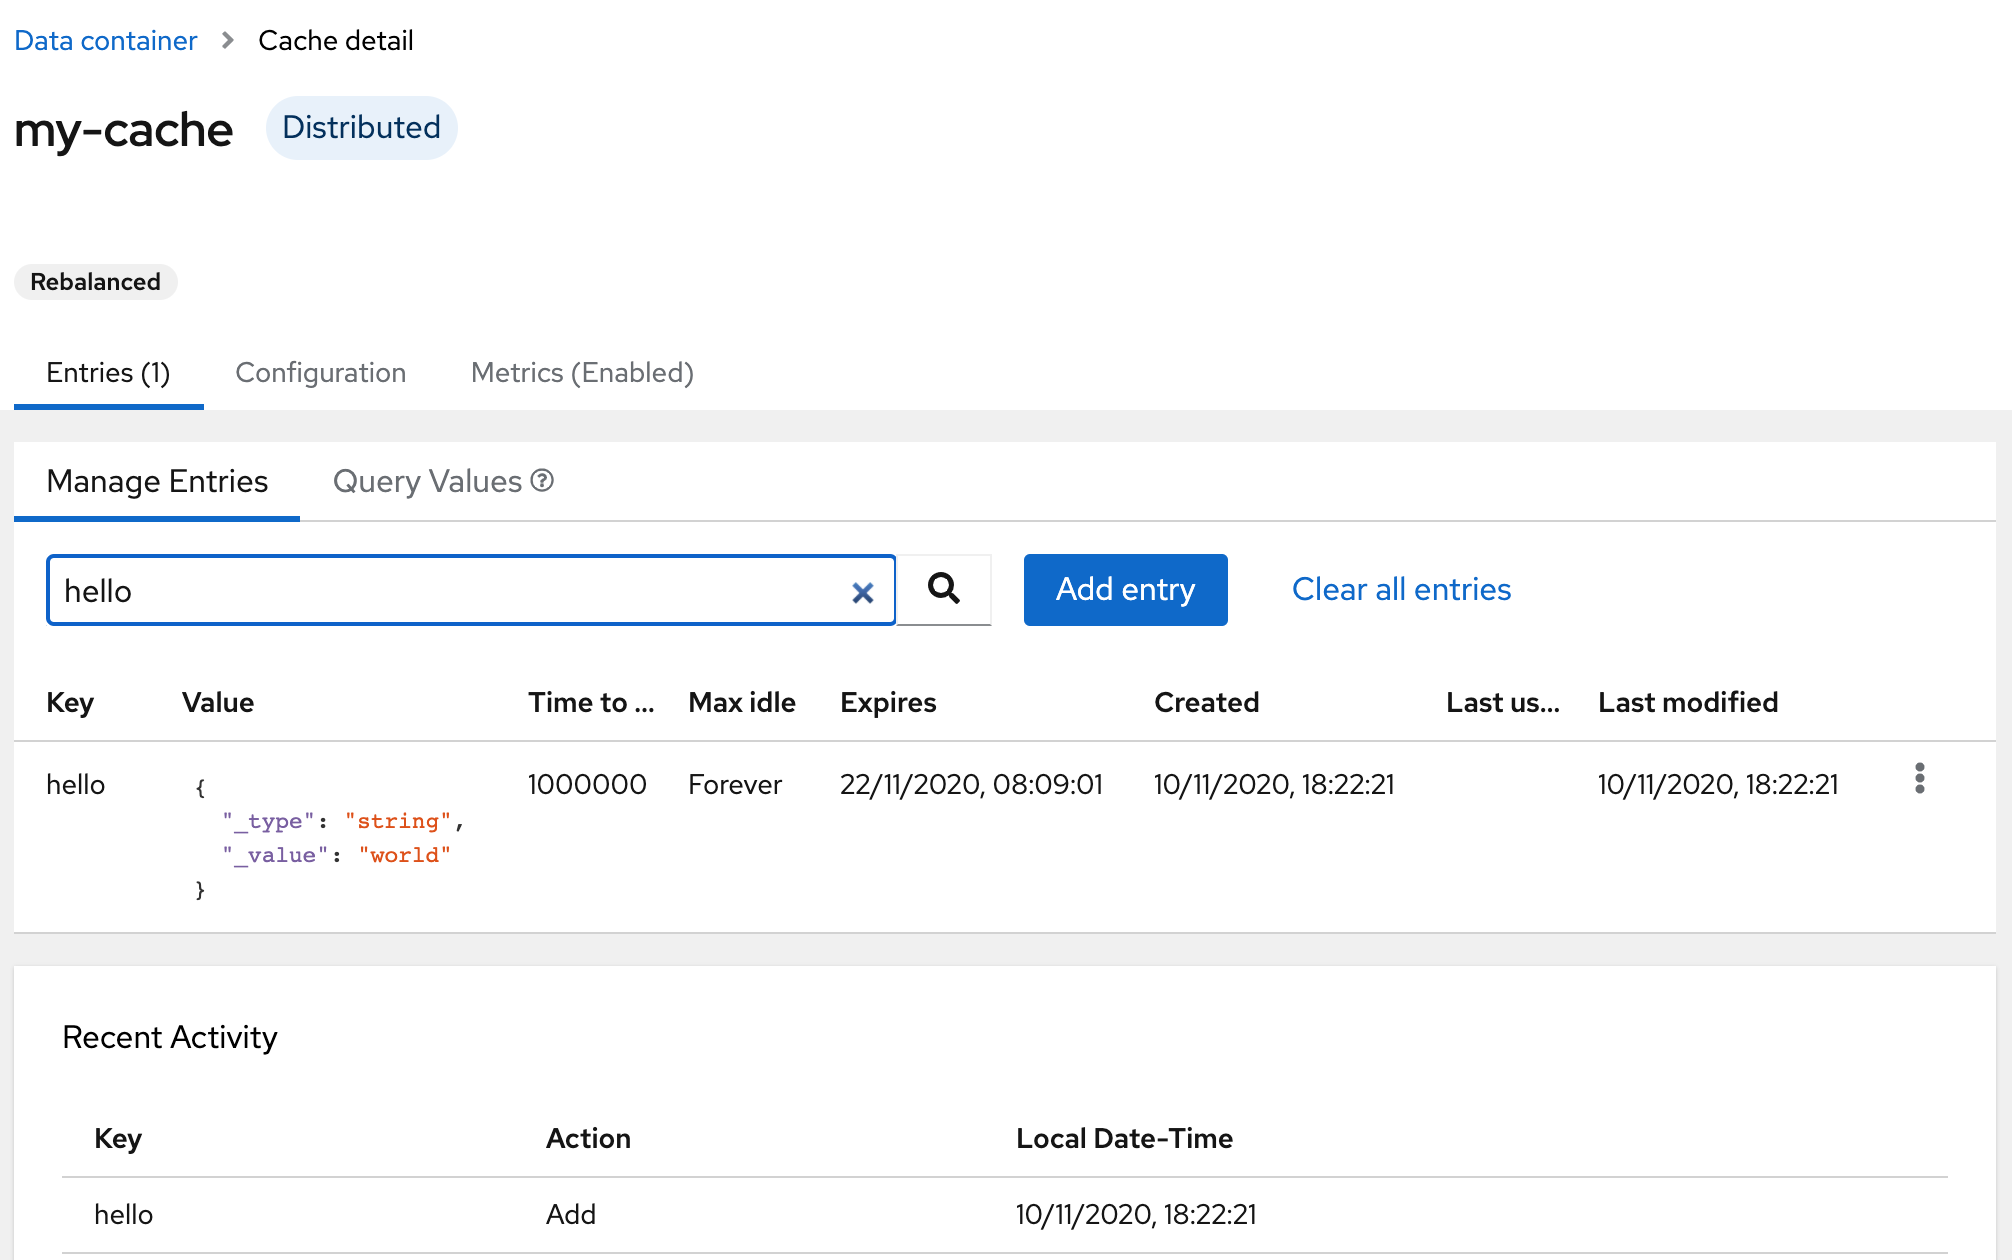 Data container > Cache detail
my-cache Distributed
Rebalanced
Entries (1) Configuration Metrics (Enabled)
Manage Entries Query Values
hello Add entry Clear all entries
Key Value Time to ... Max idle Expires Created Last us... Last modified
hello { 1000000 Forever 22/11/2020, 08:09:01 10/11/2020, 18:22:21 10/11/2020, 18:22:21
"_type": "string",
"_value": "world"
}
Recent Activity
Key Action Local Date-Time
hello Add 10/11/2020, 18:22:21